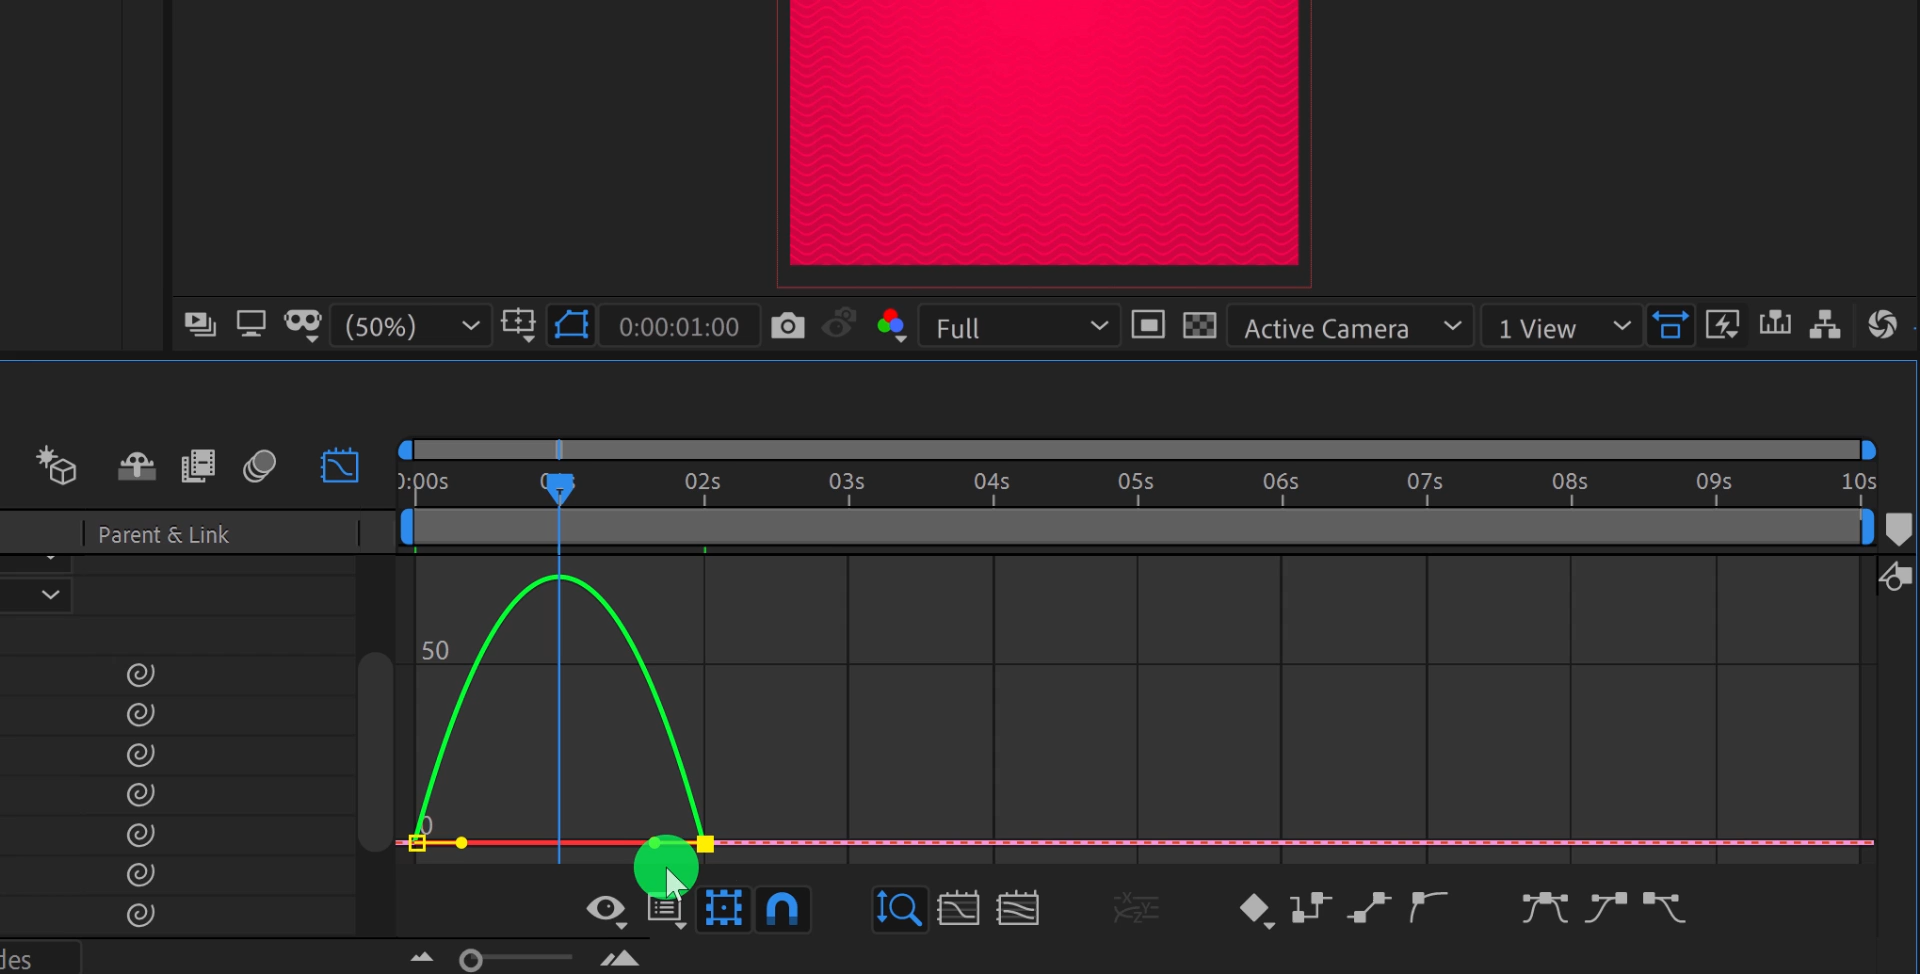 (50%) 0:00:01:00 Full Active Camera 1 View
:00s 02s 03s 04s 05s 06s 07s 08s 09s 10s
Parent & Link
50
0
X Y Z
des